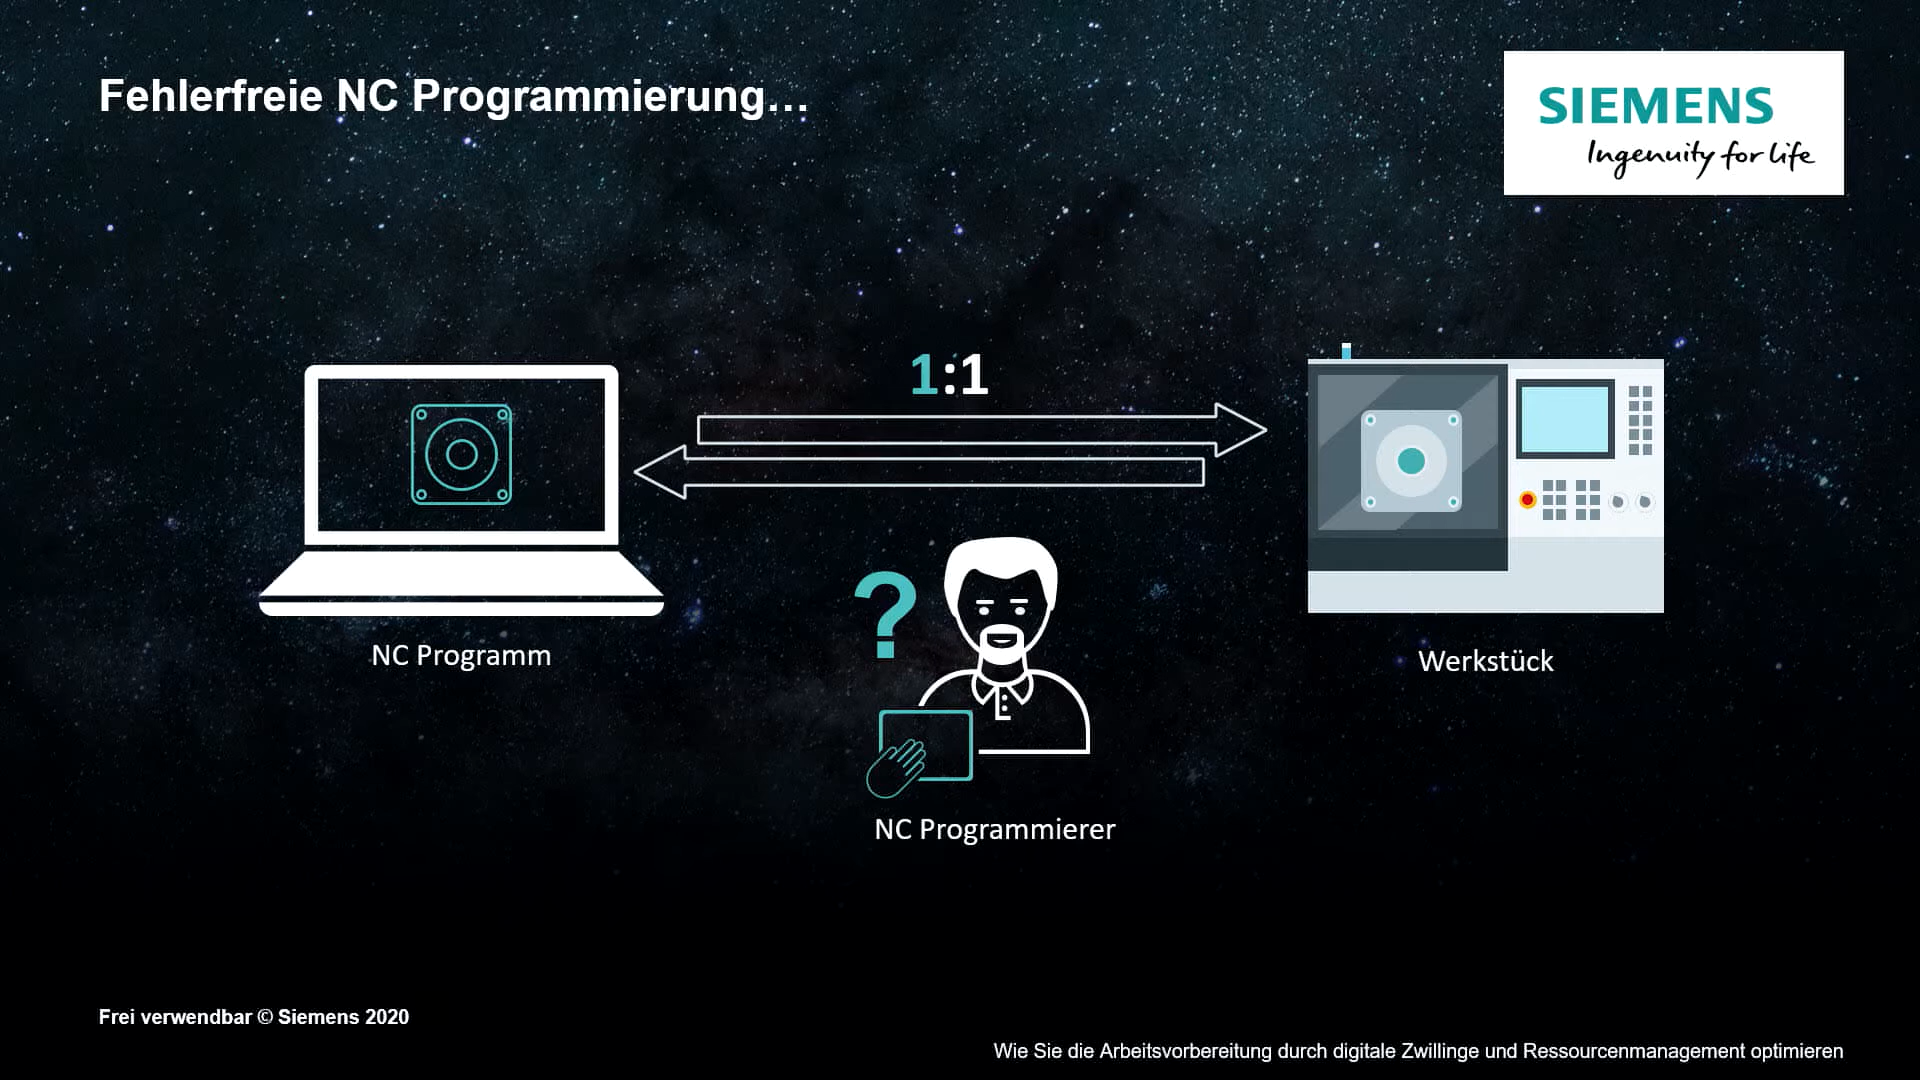 Fehlerfreie NC Programmierung...
SIEMENS
Ingenuity for life
1:1
?
NC Programm
Werkstück
NC Programmierer
Frei verwendbar © Siemens 2020
Wie Sie die Arbeitsvorbereitung durch digitale Zwillinge und Ressourcenmanagement optimieren